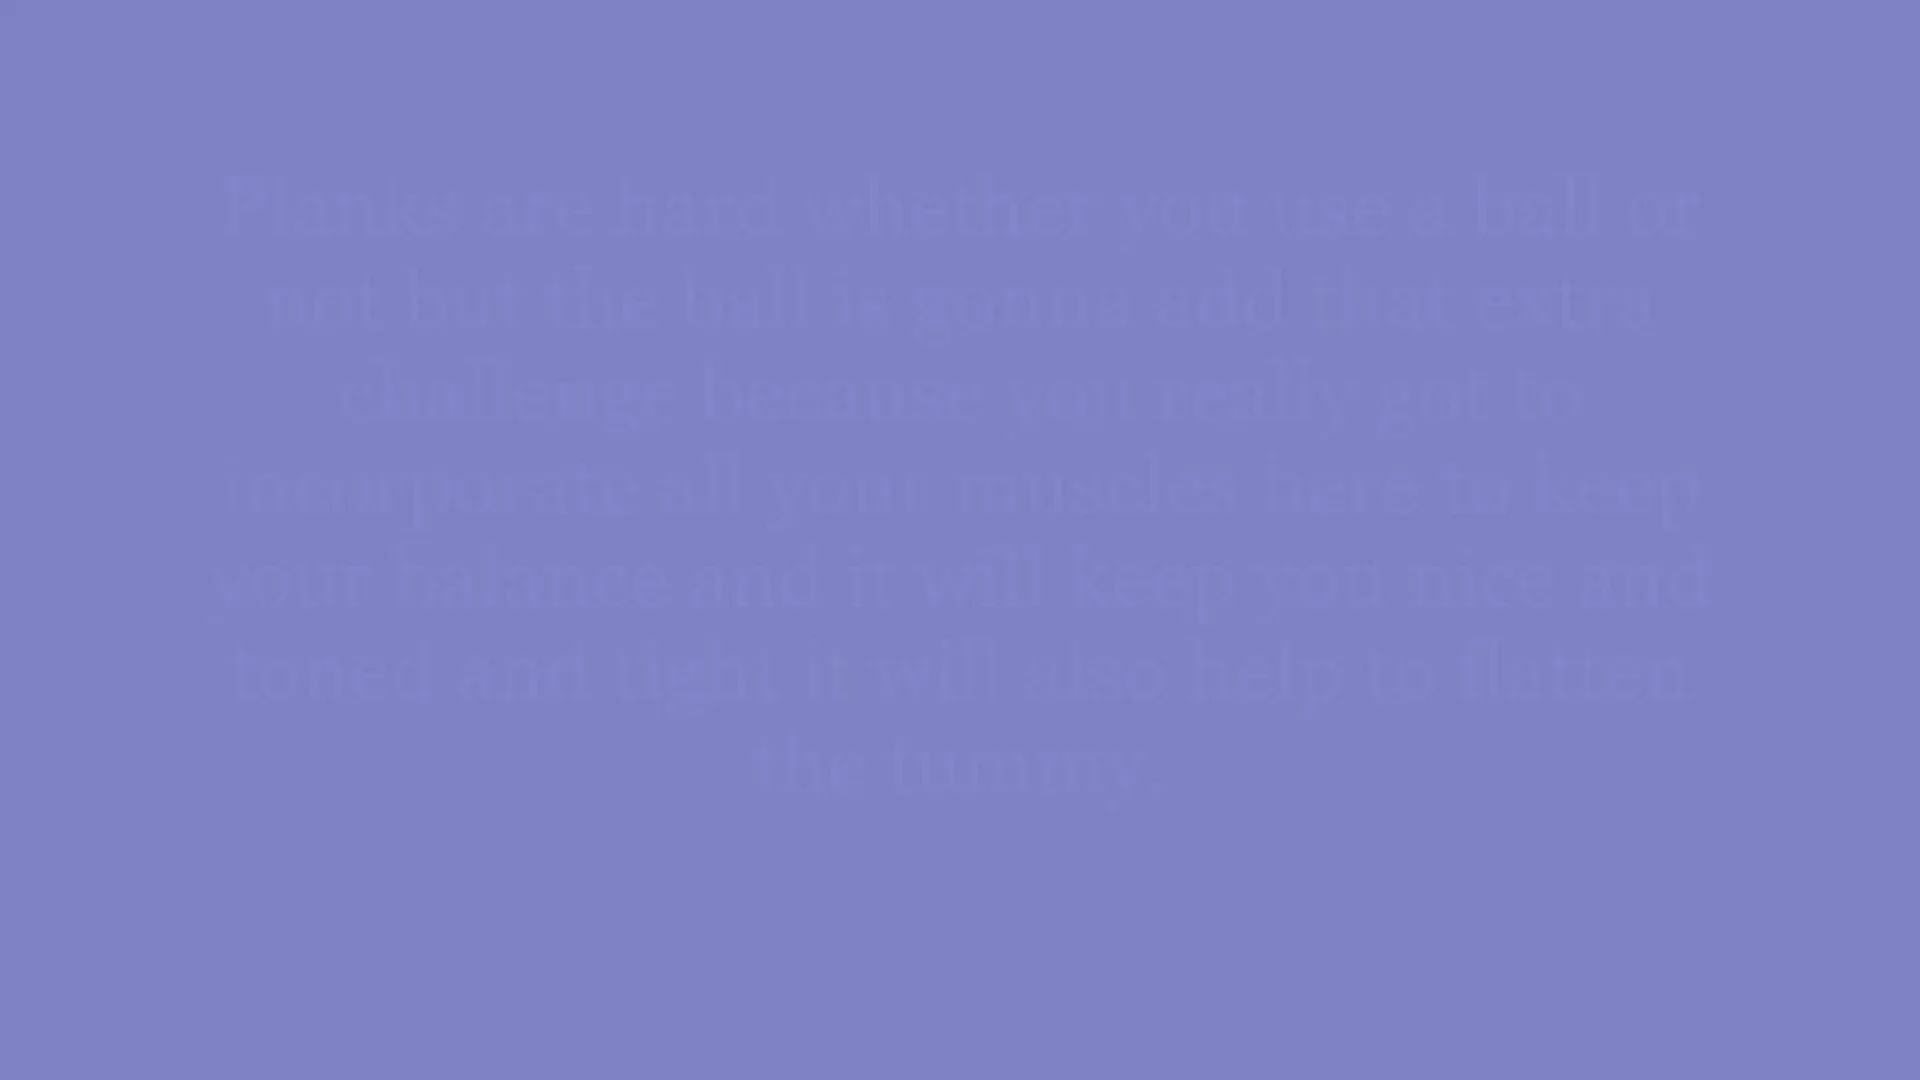 Planks are hard whether you use a ball or
not but the ball is gonna add that extra
challenge because you really got to
incorporate all your muscles here to keep
your balance and it will keep you nice and
toned and tight it will also help to flatten
the tummy.